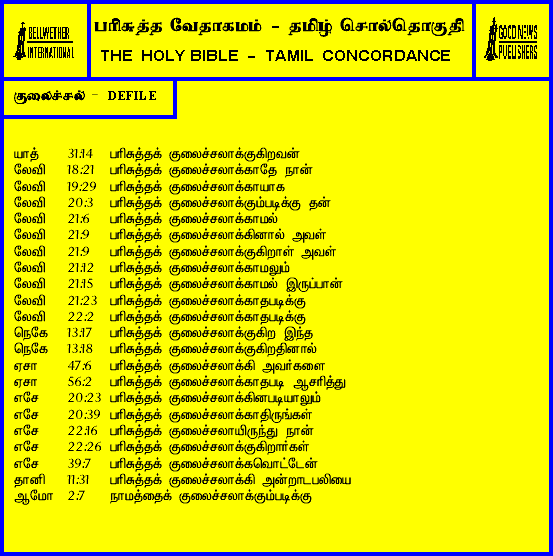 BELLWETHER
INTERNATIONAL
பரிசுத்த வேதாகமம் - தமிழ் சொல்தொகுதி
THE HOLY BIBLE - TAMIL CONCORDANCE
GOOD NEWS
PUBLISHERS
குலைச்சல் - DEFILE
யாத் 31:14 பரிசுத்தக் குலைச்சலாக்குகிறவன்
லேவி 18:21 பரிசுத்தக் குலைச்சலாக்காதே நான்
லேவி 19:29 பரிசுத்தக் குலைச்சலாக்காயாக
லேவி 20:3 பரிசுத்தக் குலைச்சலாக்கும்படிக்கு தன்
லேவி 21:6 பரிசுத்தக் குலைச்சலாக்காமல்
லேவி 21:9 பரிசுத்தக் குலைச்சலாக்கினால் அவள்
லேவி 21:9 பரிசுத்தக் குலைச்சலாக்குகிறாள் அவள்
லேவி 21:12 பரிசுத்தக் குலைச்சலாக்காமலும்
லேவி 21:15 பரிசுத்தக் குலைச்சலாக்காமல் இருப்பான்
லேவி 21:23 பரிசுத்தக் குலைச்சலாக்காதபடிக்கு
லேவி 22:2 பரிசுத்தக் குலைச்சலாக்காதபடிக்கு
நெகே 13:17 பரிசுத்தக் குலைச்சலாக்குகிற இந்த
நெகே 13:18 பரிசுத்தக் குலைச்சலாக்குகிறதினால்
ஏசா 47:6 பரிசுத்தக் குலைச்சலாக்கி அவர்களை
ஏசா 56:2 பரிசுத்தக் குலைச்சலாக்காதபடி ஆசரித்து
எசே 20:23 பரிசுத்தக் குலைச்சலாக்கினபடியாலும்
எசே 20:39 பரிசுத்தக் குலைச்சலாக்காதிருங்கள்
எசே 22:16 பரிசுத்தக் குலைச்சலாயிருந்து நான்
எசே 22:26 பரிசுத்தக் குலைச்சலாக்குகிறார்கள்
எசே 39:7 பரிசுத்தக் குலைச்சலாக்கவொட்டேன்
தானி 11:31 பரிசுத்தக் குலைச்சலாக்கி அன்றாடபலியை
ஆமோ 2:7 நாமத்தைக் குலைச்சலாக்கும்படிக்கு